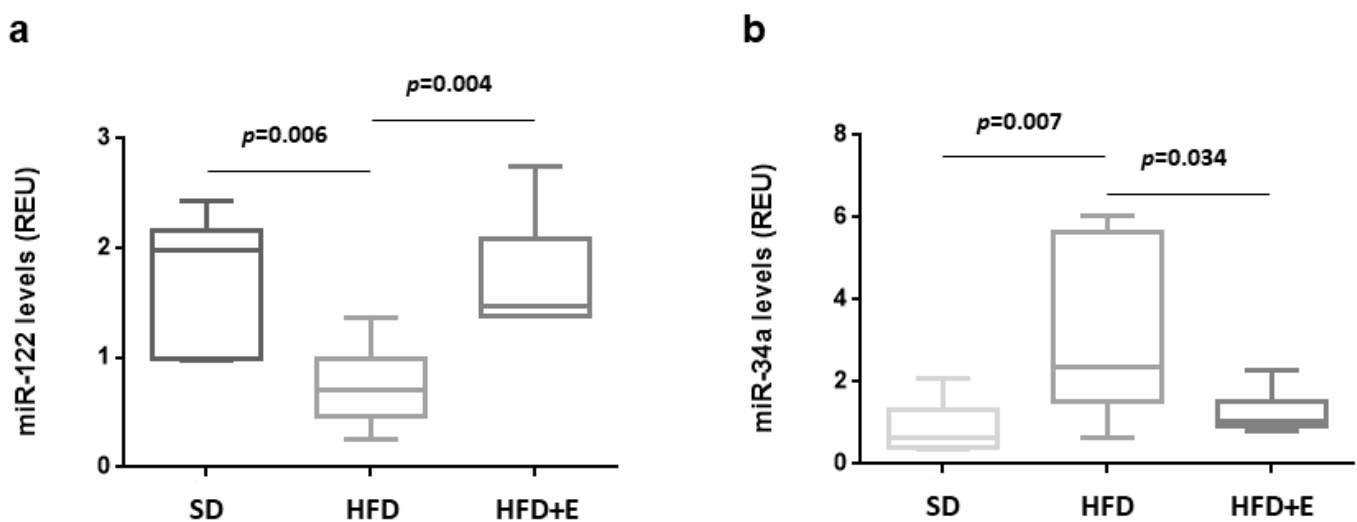 a
p=0.004
p=0.006
miR-122 levels (REU)
3
2
1
0
SD HFD HFD+E
b
p=0.007
p=0.034
miR-34a levels (REU)
8
6
4
2
0
SD HFD HFD+E